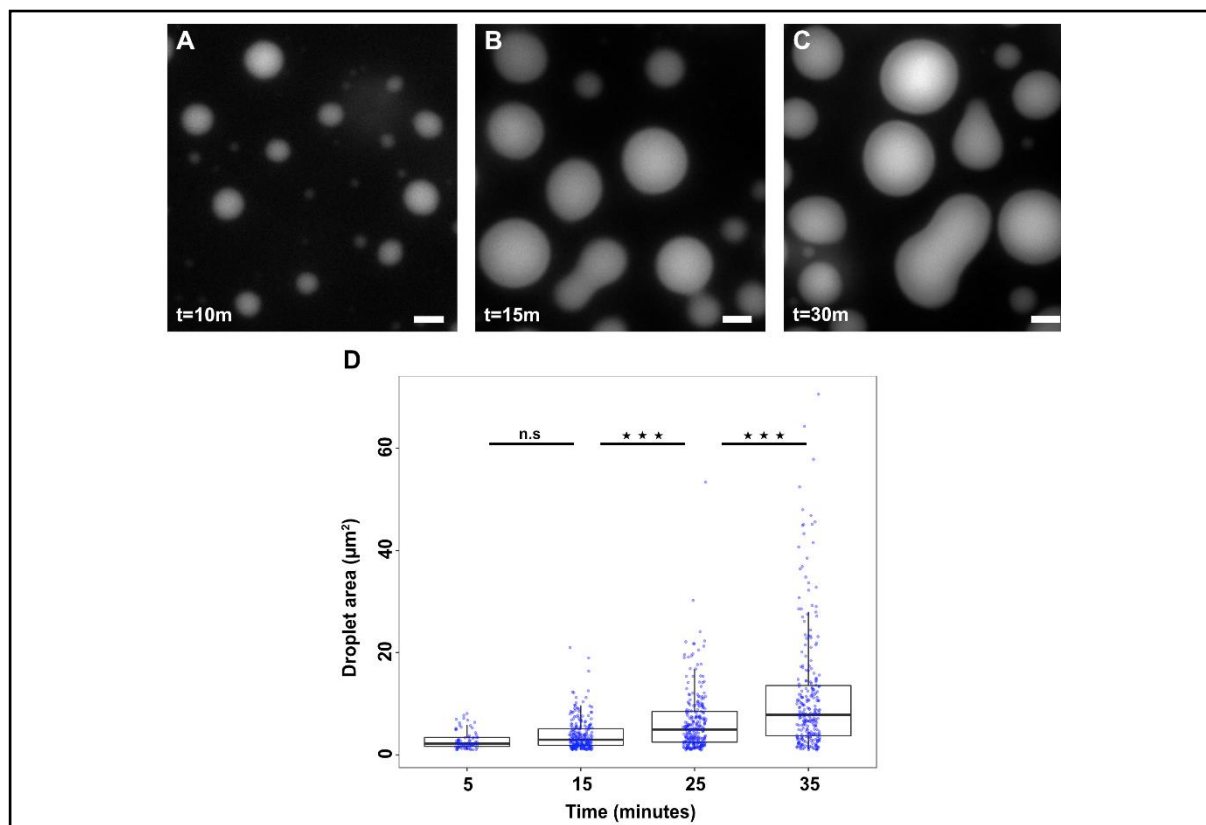 A
B
C
t=10m
t=15m
t=30m
D
n.s
★ ★ ★
★ ★ ★
60
40
20
0
Droplet area (µm²)
5
15
25
35
Time (minutes)